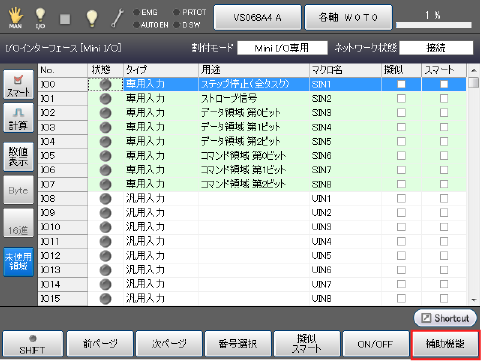 MAN I/O EMG PRTCT AUTO EN D SW VS068A4 A 各軸 W0T0 1 %
I/Oインターフェース [Mini I/O] 割付モード Mini I/O専用 ネットワーク状態 接続
No. 状態 タイプ 用途 マクロ名 擬似 スマート
IO0 専用入力 ステップ停止(全タスク) SIN1
IO1 専用入力 ストローブ信号 SIN2
IO2 専用入力 データ領域 第0ビット SIN3
IO3 専用入力 データ領域 第1ビット SIN4
IO4 専用入力 データ領域 第2ビット SIN5
IO5 専用入力 コマンド領域 第0ビット SIN6
IO6 専用入力 コマンド領域 第1ビット SIN7
IO7 専用入力 コマンド領域 第2ビット SIN8
IO8 汎用入力 UIN1
IO9 汎用入力 UIN2
IO10 汎用入力 UIN3
IO11 汎用入力 UIN4
IO12 汎用入力 UIN5
IO13 汎用入力 UIN6
IO14 汎用入力 UIN7
IO15 汎用入力 UIN8
スマート
計算
数値
表示
Byte
16進
未使用
領域
Shortcut
SHIFT 前ページ 次ページ 番号選択 擬似
スマート ON/OFF 補助機能